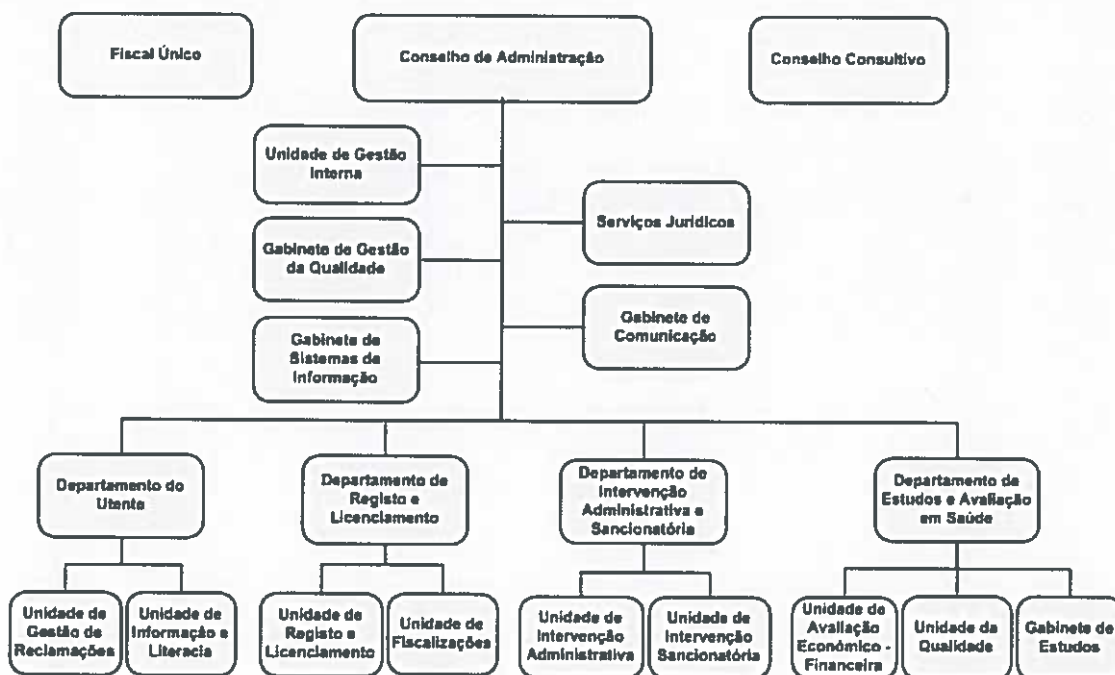 Fiscal Único
Conselho de Administração
Conselho Consultivo
Unidade de Gestão
Interna
Serviços Jurídicos
Gabinete de Gestão
da Qualidade
Gabinete de
Comunicação
Gabinete de
Sistemas de
Informação
Departamento do
Utente
Departamento de
Registo e
Licenciamento
Departamento de
Intervenção
Administrativa e
Sancionatória
Departamento de
Estudos e Avaliação
em Saúde
Unidade de
Gestão de
Reclamações
Unidade de
Informação e
Literacia
Unidade de
Registo e
Licenciamento
Unidade de
Fiscalizações
Unidade de
Intervenção
Administrativa
Unidade de
Intervenção
Sancionatória
Unidade de
Avaliação
Económico -
Financeira
Unidade da
Qualidade
Gabinete de
Estudos